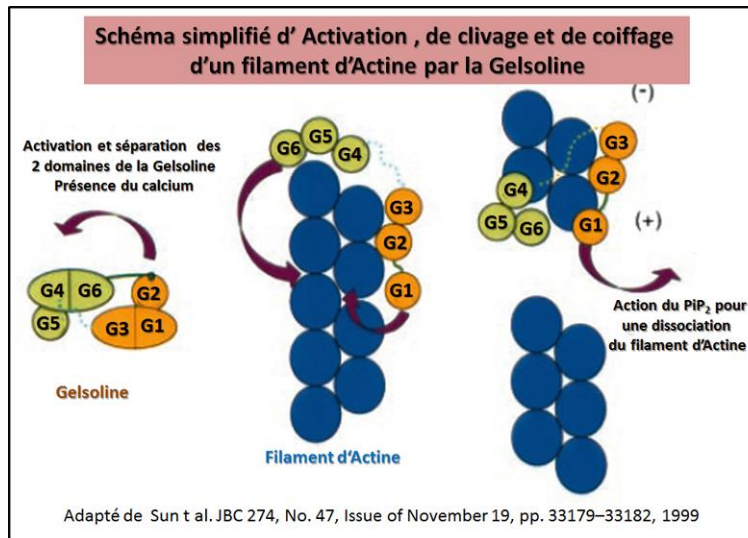 Schéma simplifié d' Activation , de clivage et de coiffage
d'un filament d'Actine par la Gelsoline
Activation et séparation des
2 domaines de la Gelsoline
Présence du calcium
G4
G6
G2
G5
G3
G1
Gelsoline
G6
G5
G4
G3
G2
G1
Filament d'Actine
(-)
G3
G2
G4
G5
G6
G1
(+)
Action du PiP₂ pour
une dissociation
du filament d'Actine
Adapté de Sun t al. JBC 274, No. 47, Issue of November 19, pp. 33179–33182, 1999